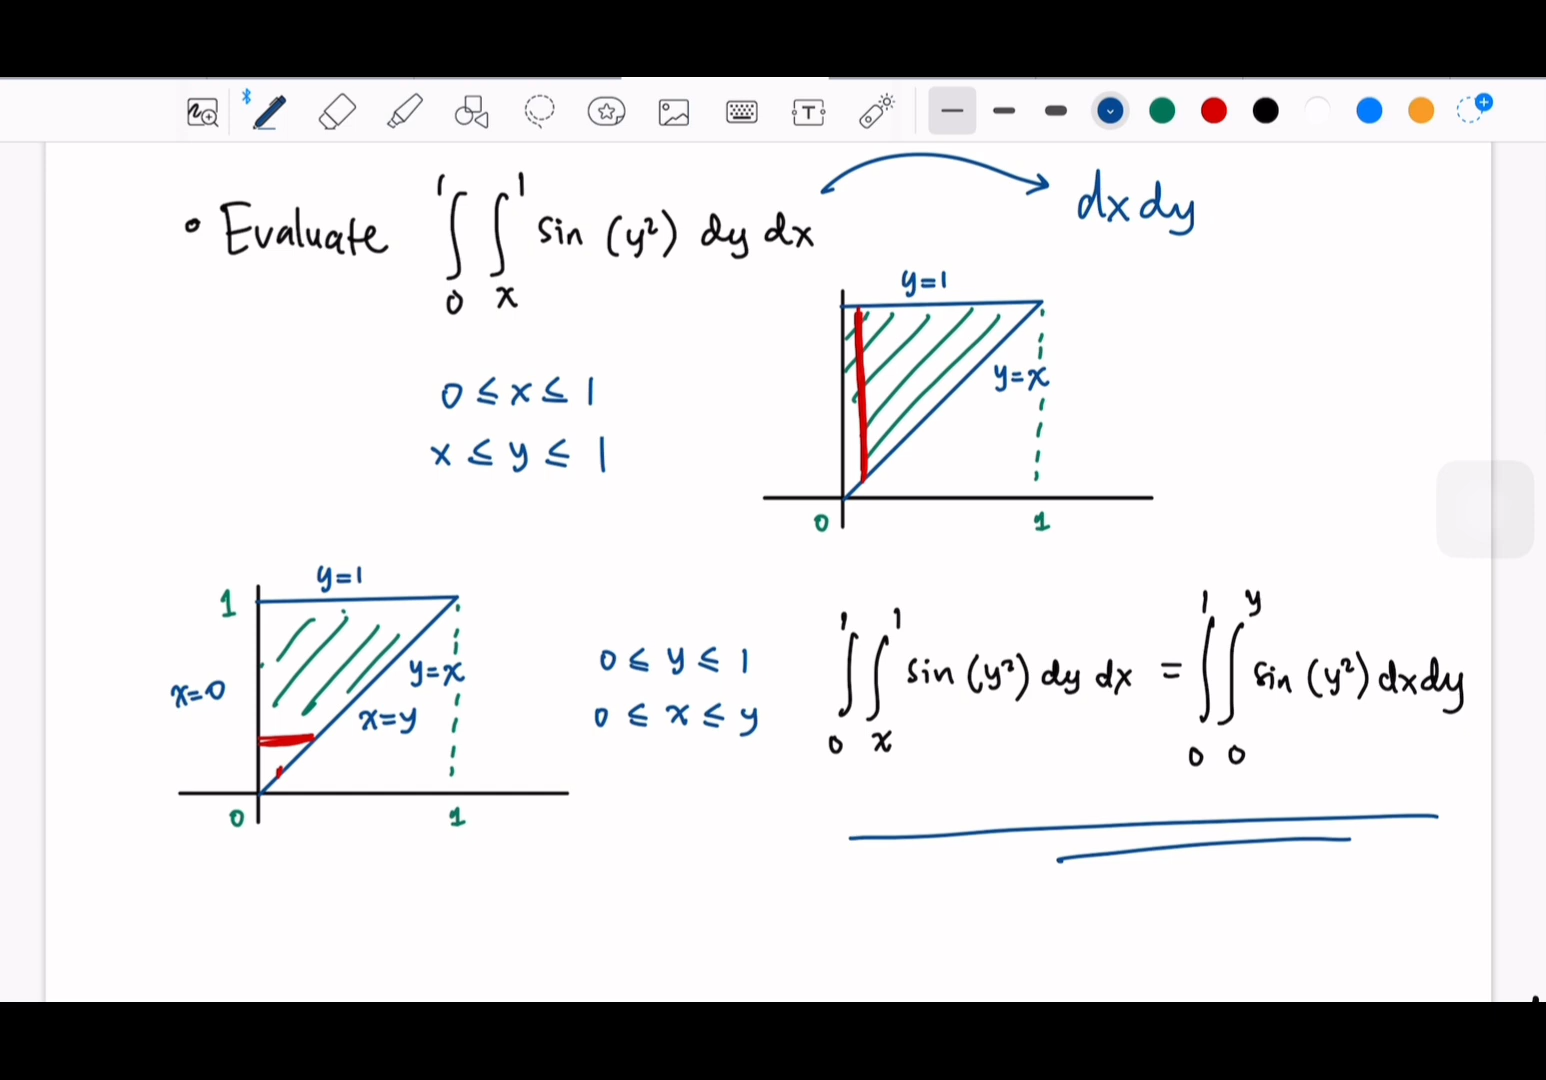 • Evaluate ∫₀¹ ∫ₓ¹ sin (y²) dy dx
dx dy
y=1
0 ≤ x ≤ 1
x ≤ y ≤ 1
y=x
0 1
y=1
1
x=0
y=x
x=y
0 1
0 ≤ y ≤ 1
0 ≤ x ≤ y
∫₀¹ ∫ₓ¹ sin (y²) dy dx = ∫₀¹ ∫₀ʸ sin (y²) dx dy